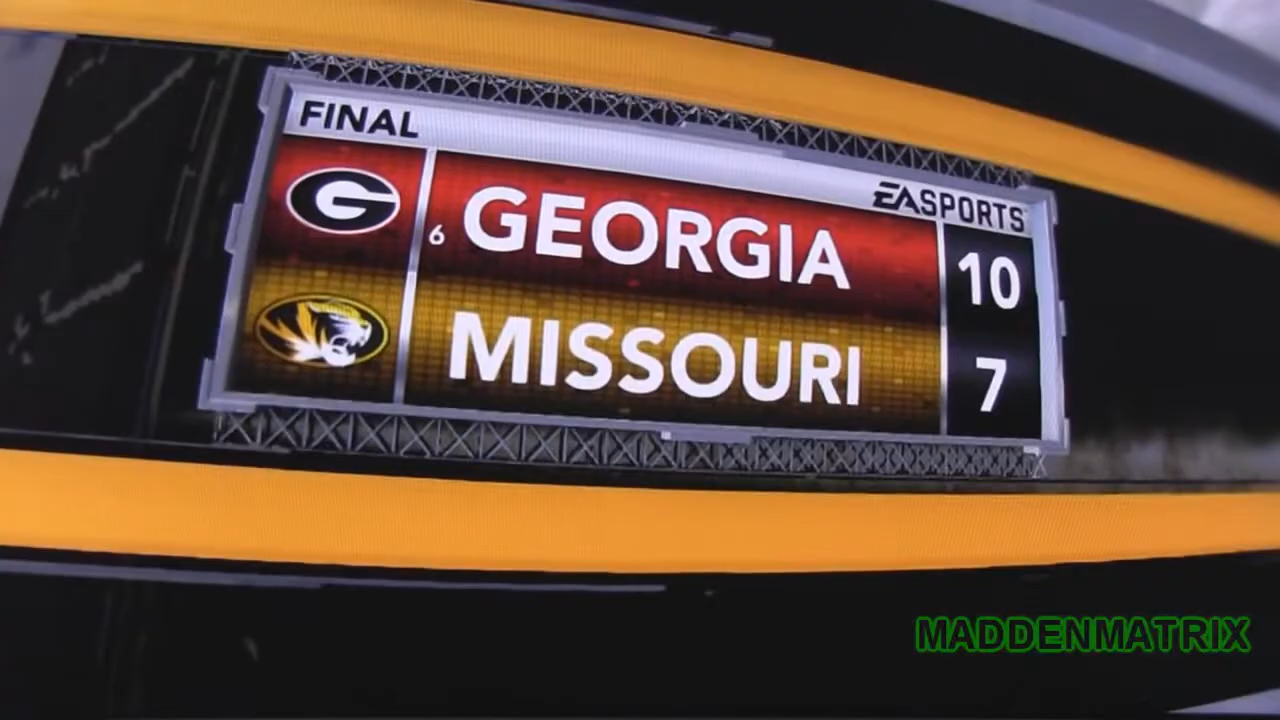 FINAL
EA SPORTS
G
6 GEORGIA 10
MISSOURI 7
MADDENMATRIX